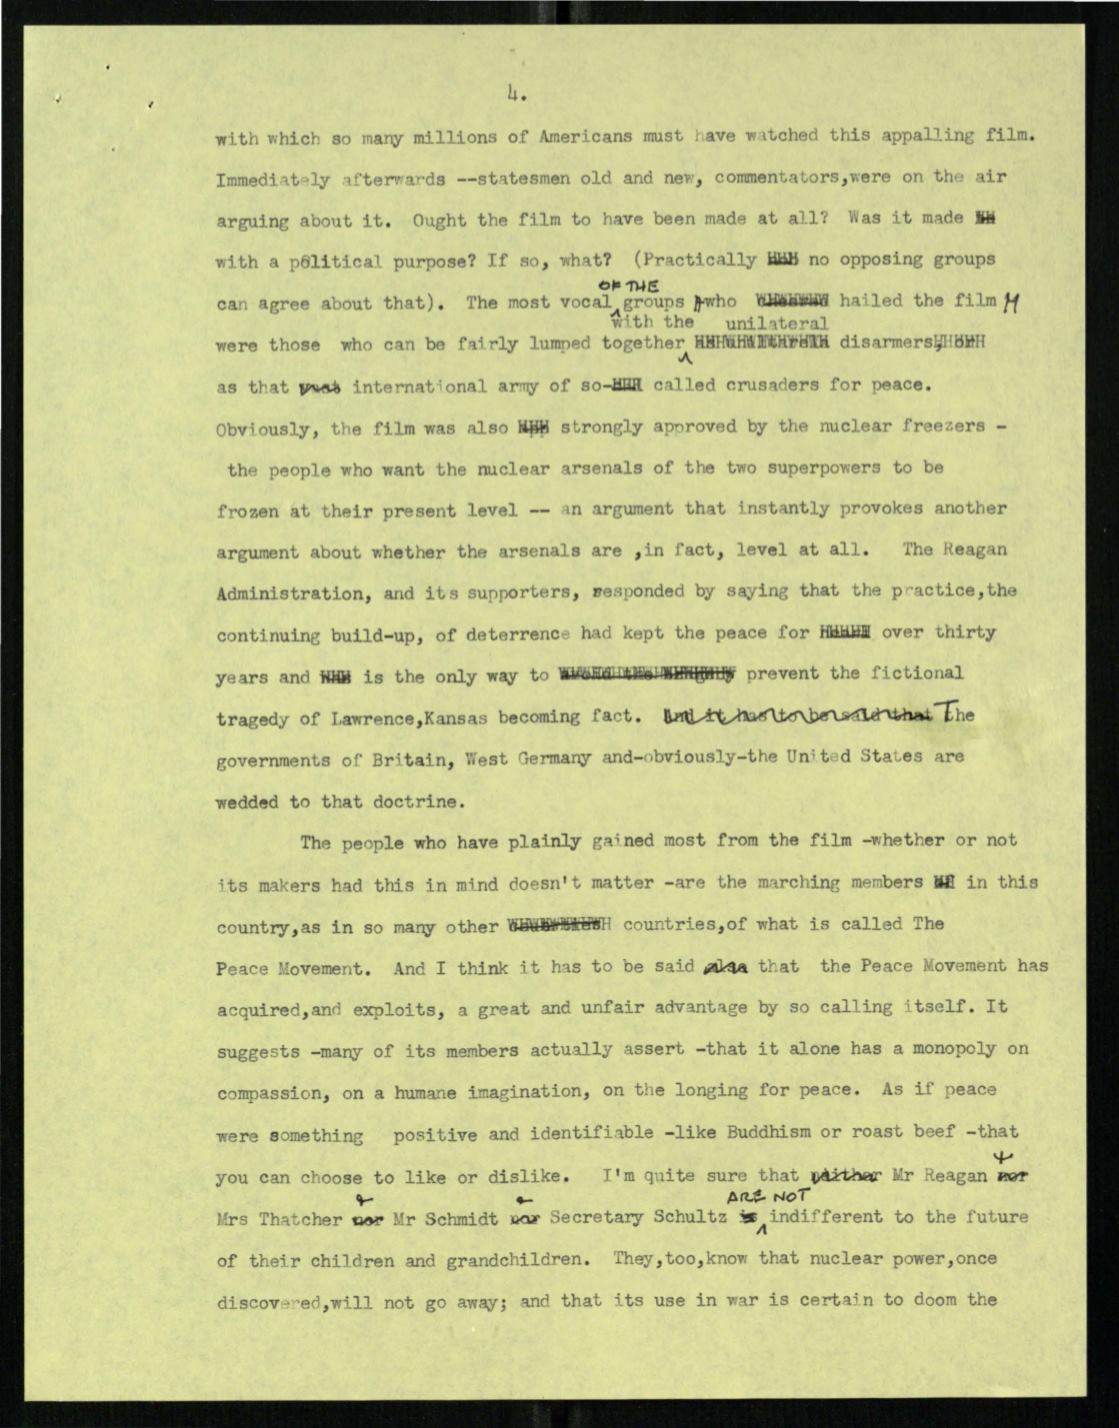 4.
with which so many millions of Americans must have watched this appalling film.
Immediately afterwards --statesmen old and new, commentators,were on the air
arguing about it. Ought the film to have been made at all? Was it made
with a political purpose? If so, what? (Practically no opposing groups
OF THE
can agree about that). The most vocal groups who hailed the film
with the unilateral
were those who can be fairly lumped together disarmers,
as that international army of so- called crusaders for peace.
Obviously, the film was also strongly approved by the nuclear freezers -
the people who want the nuclear arsenals of the two superpowers to be
frozen at their present level -- an argument that instantly provokes another
argument about whether the arsenals are ,in fact, level at all. The Reagan
Administration, and its supporters, responded by saying that the practice,the
continuing build-up, of deterrence had kept the peace for over thirty
years and is the only way to prevent the fictional
tragedy of Lawrence,Kansas becoming fact. And it has to be said that The
governments of Britain, West Germany and-obviously-the United States are
wedded to that doctrine.
The people who have plainly gained most from the film -whether or not
its makers had this in mind doesn't matter -are the marching members in this
country,as in so many other countries,of what is called The
Peace Movement. And I think it has to be said also that the Peace Movement has
acquired,and exploits, a great and unfair advantage by so calling itself. It
suggests -many of its members actually assert -that it alone has a monopoly on
compassion, on a humane imagination, on the longing for peace. As if peace
were something positive and identifiable -like Buddhism or roast beef -that
you can choose to like or dislike. I'm quite sure that neither Mr Reagan nor
ARE NOT
Mrs Thatcher nor Mr Schmidt nor Secretary Schultz is indifferent to the future
of their children and grandchildren. They,too,know that nuclear power,once
discovered,will not go away; and that its use in war is certain to doom the